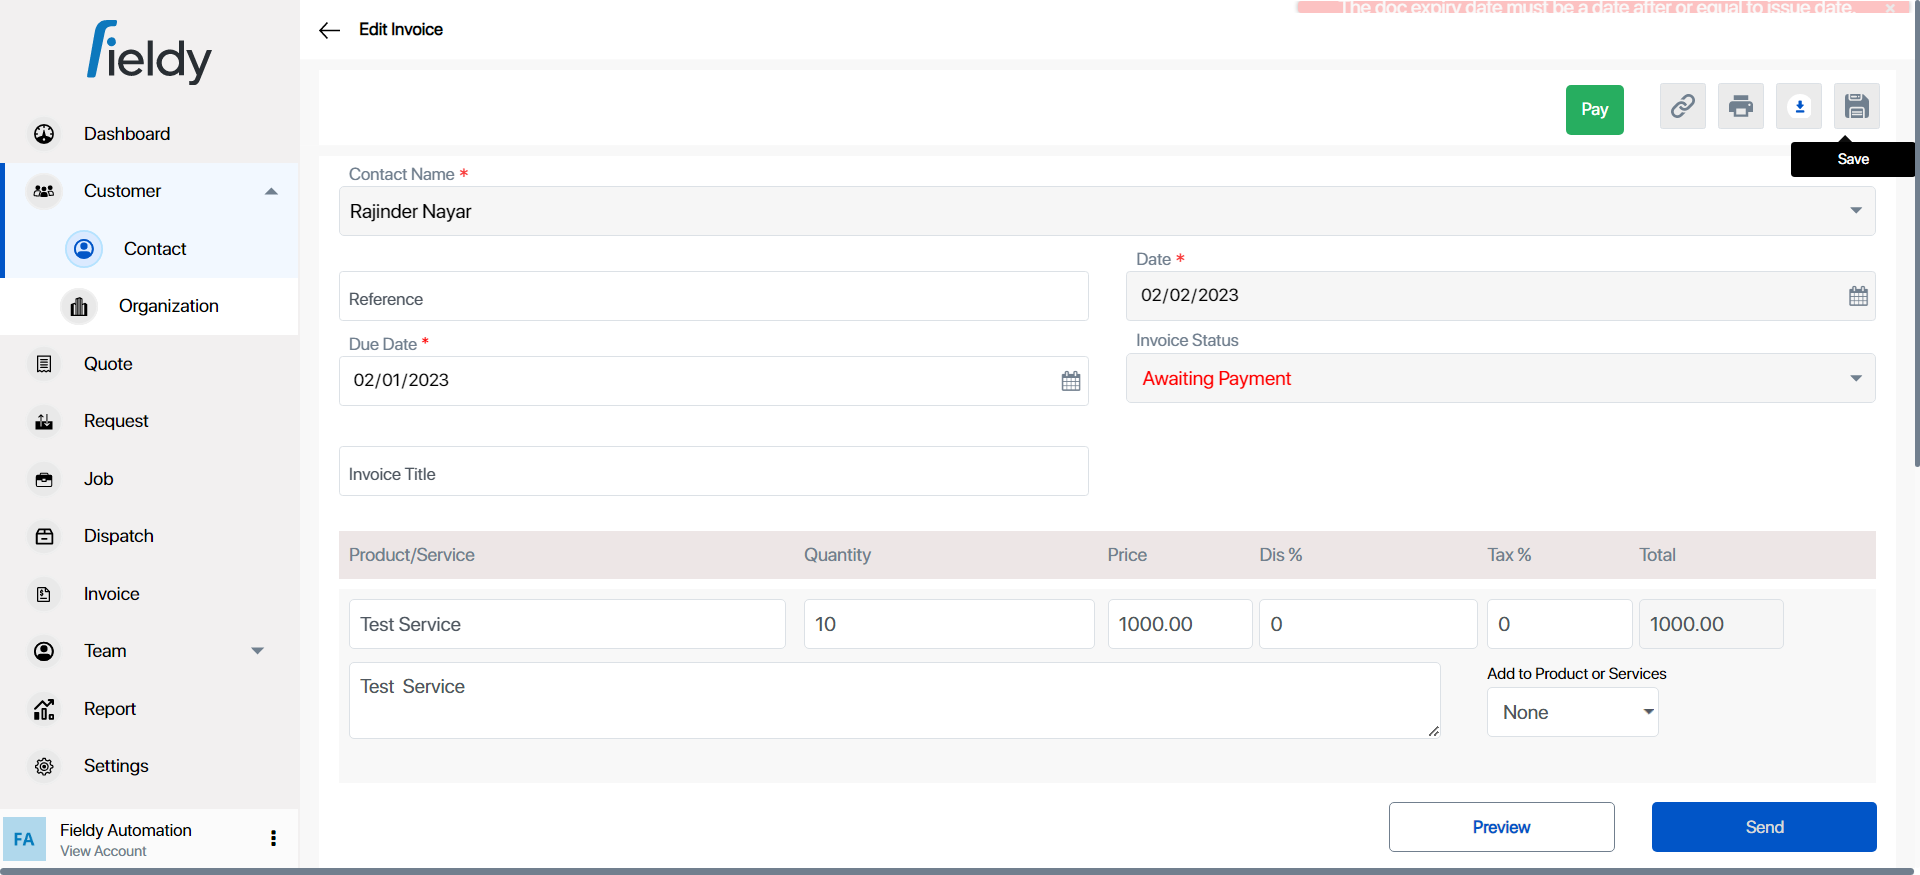 The doc expiry date must be a date after or equal to issue date.
fieldy
Edit Invoice
Pay
Save
Dashboard
Customer
Contact
Organization
Quote
Request
Job
Dispatch
Invoice
Team
Report
Settings
FA
Fieldy Automation
View Account
Contact Name *
Rajinder Nayar
Reference
Date *
02/02/2023
Due Date *
02/01/2023
Invoice Status
Awaiting Payment
Invoice Title
Product/Service Quantity Price Dis % Tax % Total
Test Service 10 1000.00 0 0 1000.00
Test  Service
Add to Product or Services
None
Preview
Send